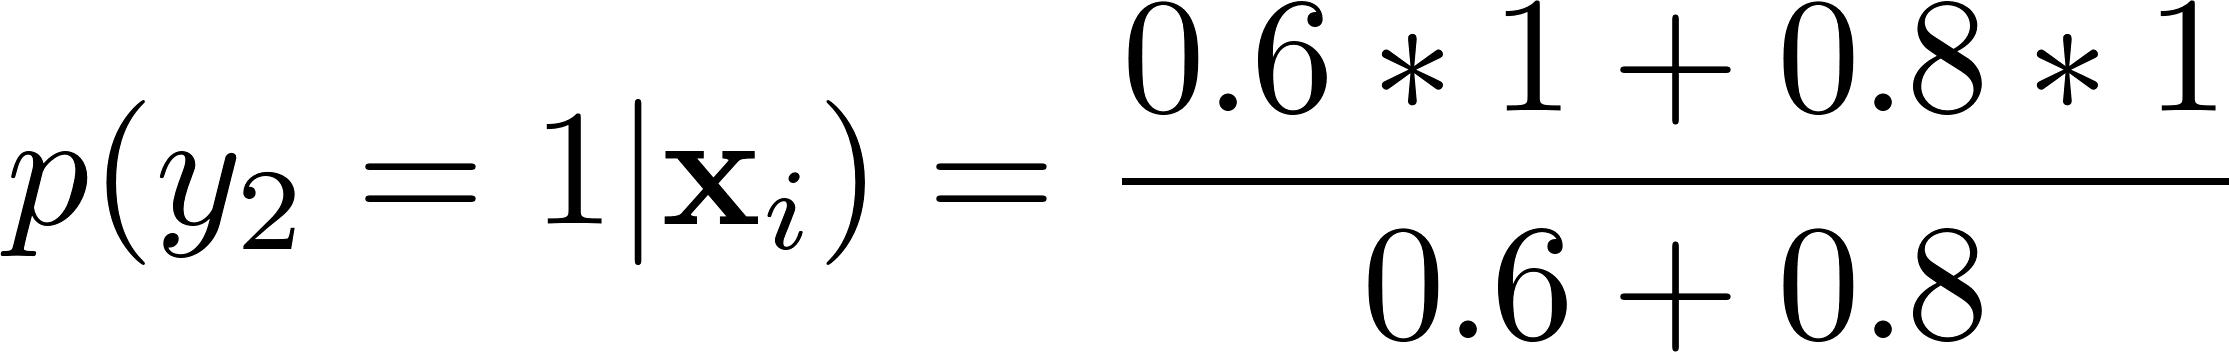 p(y_2 = 1|\mathbf{x}_i) = \frac{0.6 * 1 + 0.8 * 1}{0.6 + 0.8}